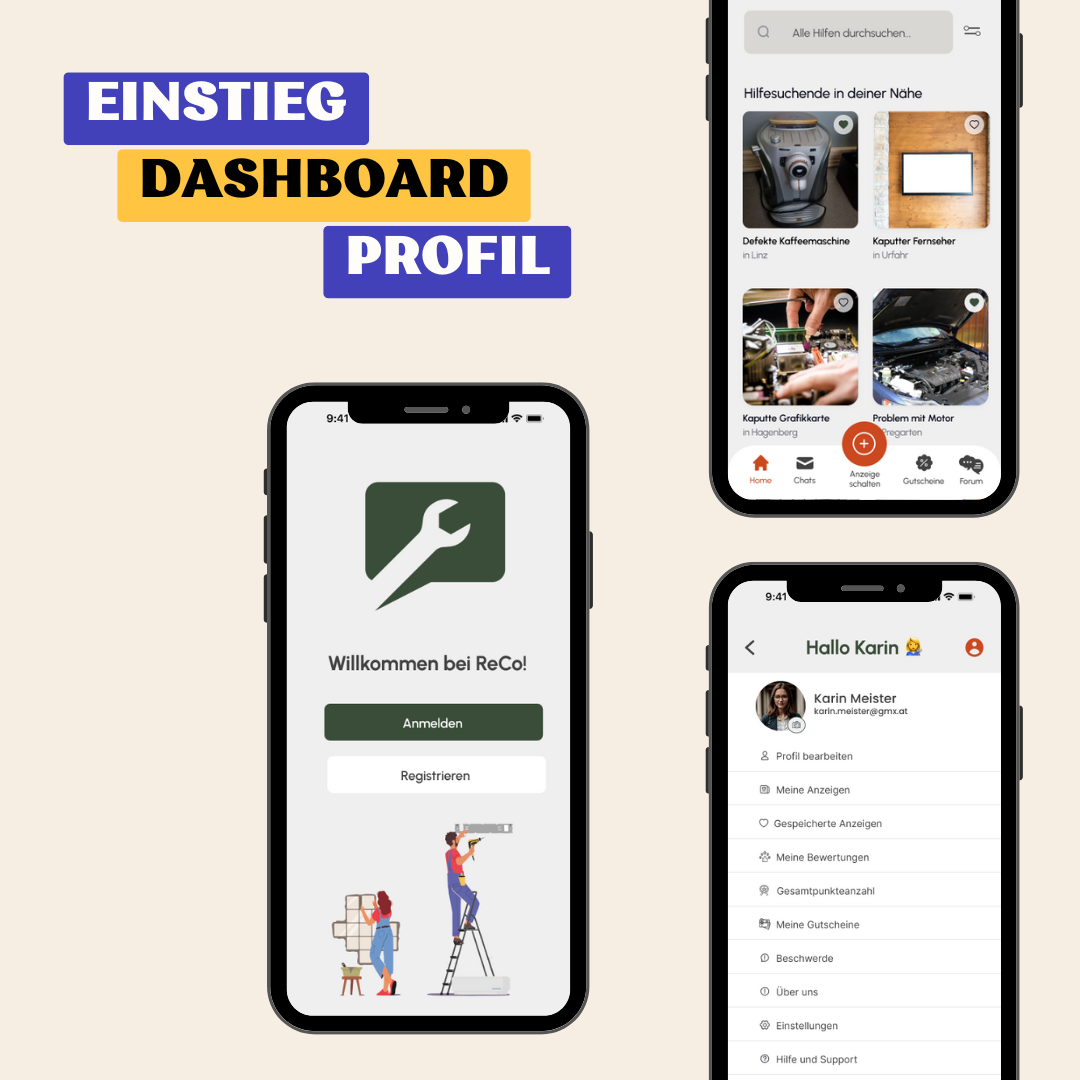 EINSTIEG
DASHBOARD
PROFIL
Alle Hilfen durchsuchen...
Hilfesuchende in deiner Nähe
Defekte Kaffeemaschine
in Linz
Kaputter Fernseher
in Urfahr
Kaputte Grafikkarte
in Hagenberg
Problem mit Motor
Pregarten
Home
Chats
Anzeige
schalten
Gutscheine
Forum
9:41
Willkommen bei ReCo!
Anmelden
Registrieren
9:41
Hallo Karin
Karin Meister
karin.meister@gmx.at
Profil bearbeiten
Meine Anzeigen
Gespeicherte Anzeigen
Meine Bewertungen
Gesamtpunkteanzahl
Meine Gutscheine
Beschwerde
Über uns
Einstellungen
Hilfe und Support